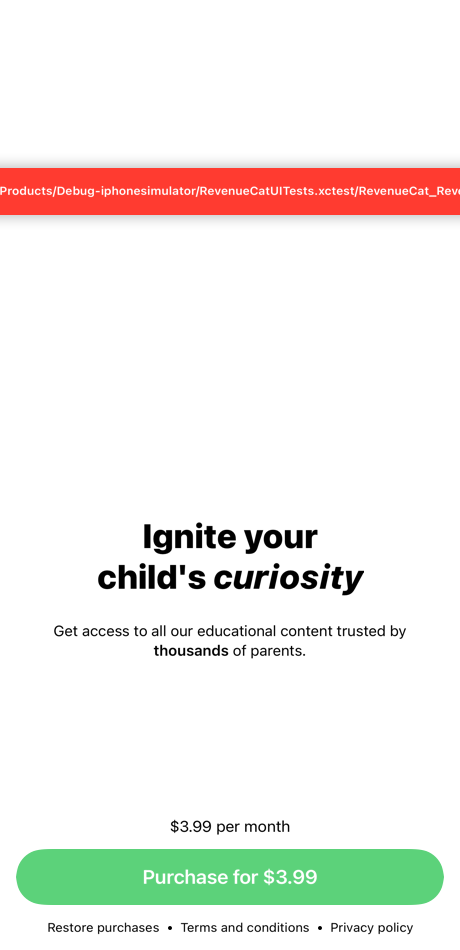 Products/Debug-iphonesimulator/RevenueCatUITests.xctest/RevenueCat_Reve
Ignite your
child's curiosity
Get access to all our educational content trusted by
thousands of parents.
$3.99 per month
Purchase for $3.99
Restore purchases • Terms and conditions • Privacy policy